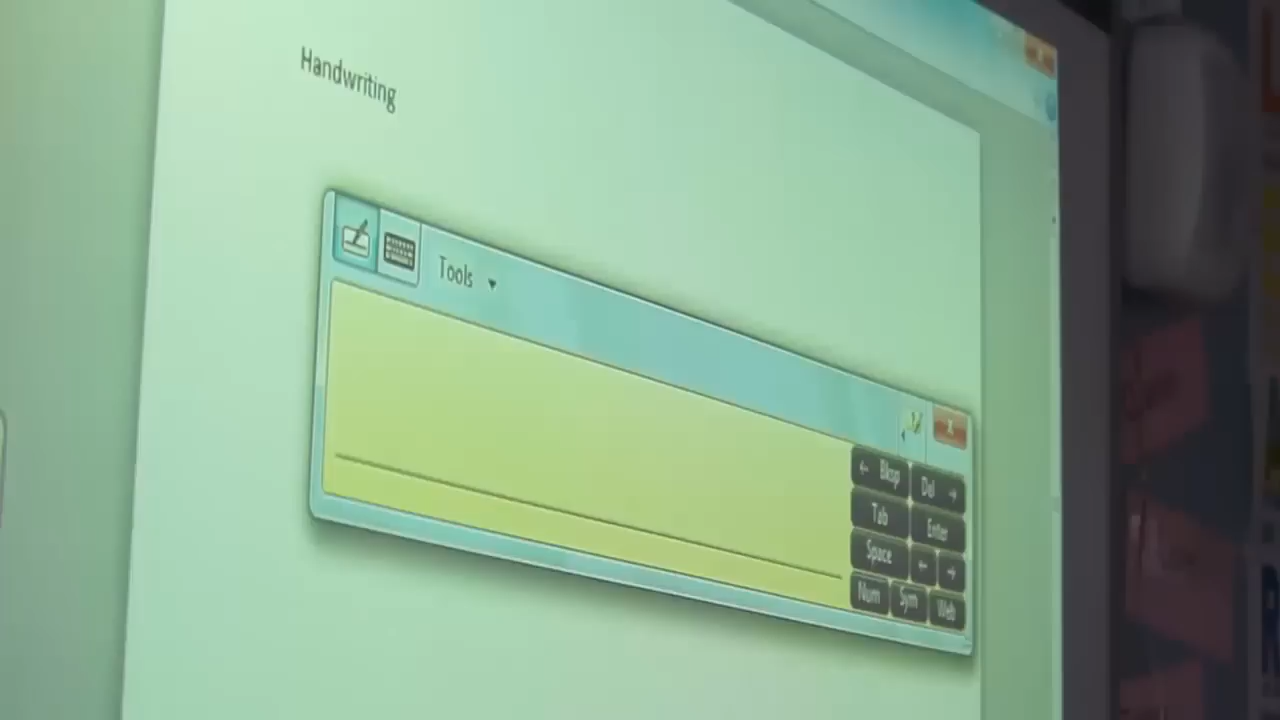 Handwriting
Tools
← Bksp Del →
Tab Enter
Space ← →
Num Sym Web